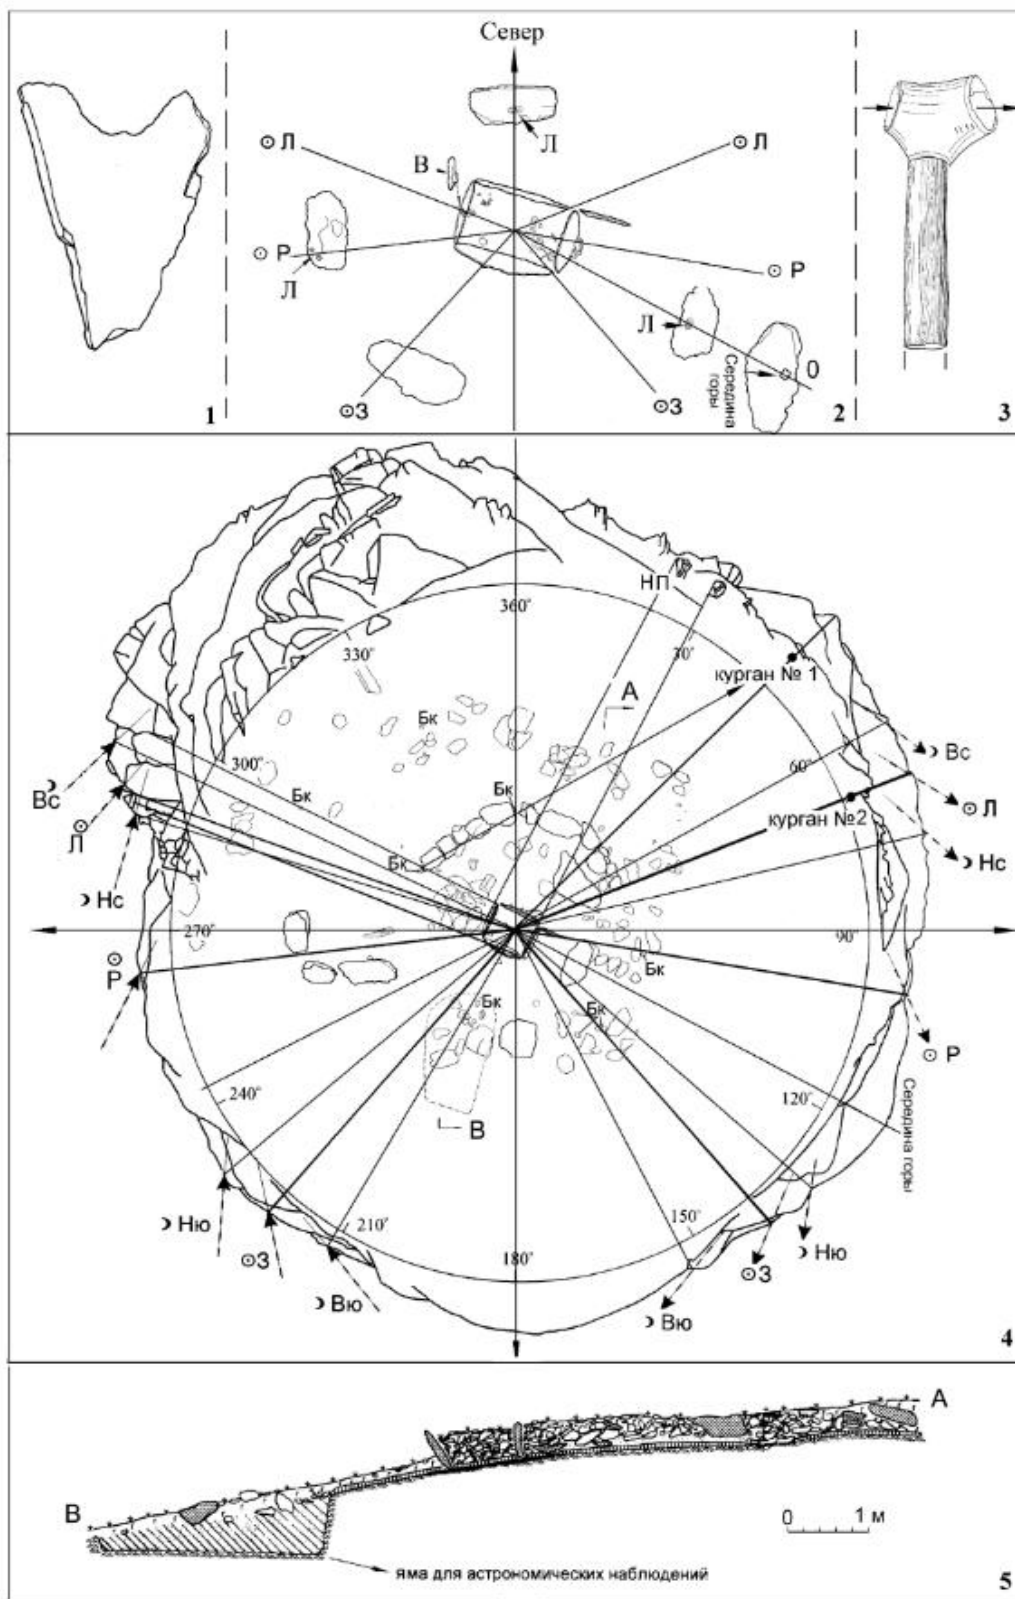 Север
☉ Л
Л
☉ Л
В
☉ Р
Л
☉ Р
Л
0
Середина
горы
☉З
☉З
1
2
3
НП
360°
330°
30°
курган № 1
А
Бк
300°
Бк
60°
☽ Вс
☽
Вс
☉ Л
Бк
курган №2
☉
Л
Бк
☽ Нс
☽ Нс
270°
90°
☉
Р
Бк
Бк
Бк
☉ Р
240°
120°
В
Середина
горы
☽ Ню
210°
150°
☉З
180°
☽ Ню
☉З
☽ Вю
☽ Вю
4
А
В
0 1 м
яма для астрономических наблюдений
5